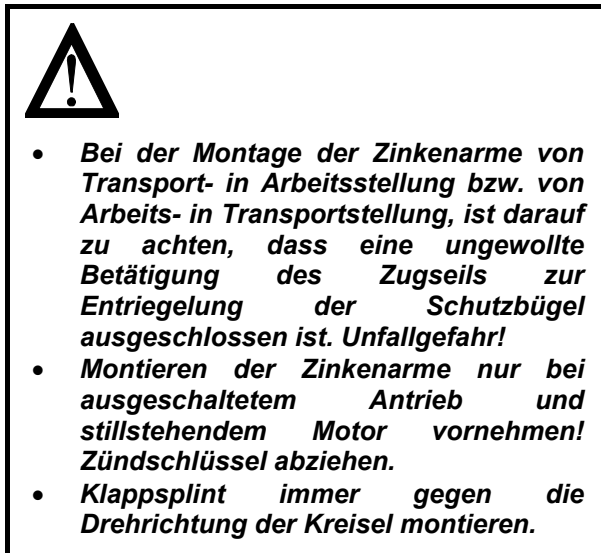 • Bei der Montage der Zinkenarme von
Transport- in Arbeitsstellung bzw. von
Arbeits- in Transportstellung, ist darauf
zu achten, dass eine ungewollte
Betätigung des Zugseils zur
Entriegelung der Schutzbügel
ausgeschlossen ist. Unfallgefahr!
• Montieren der Zinkenarme nur bei
ausgeschaltetem Antrieb und
stillstehendem Motor vornehmen!
Zündschlüssel abziehen.
• Klappsplint immer gegen die
Drehrichtung der Kreisel montieren.